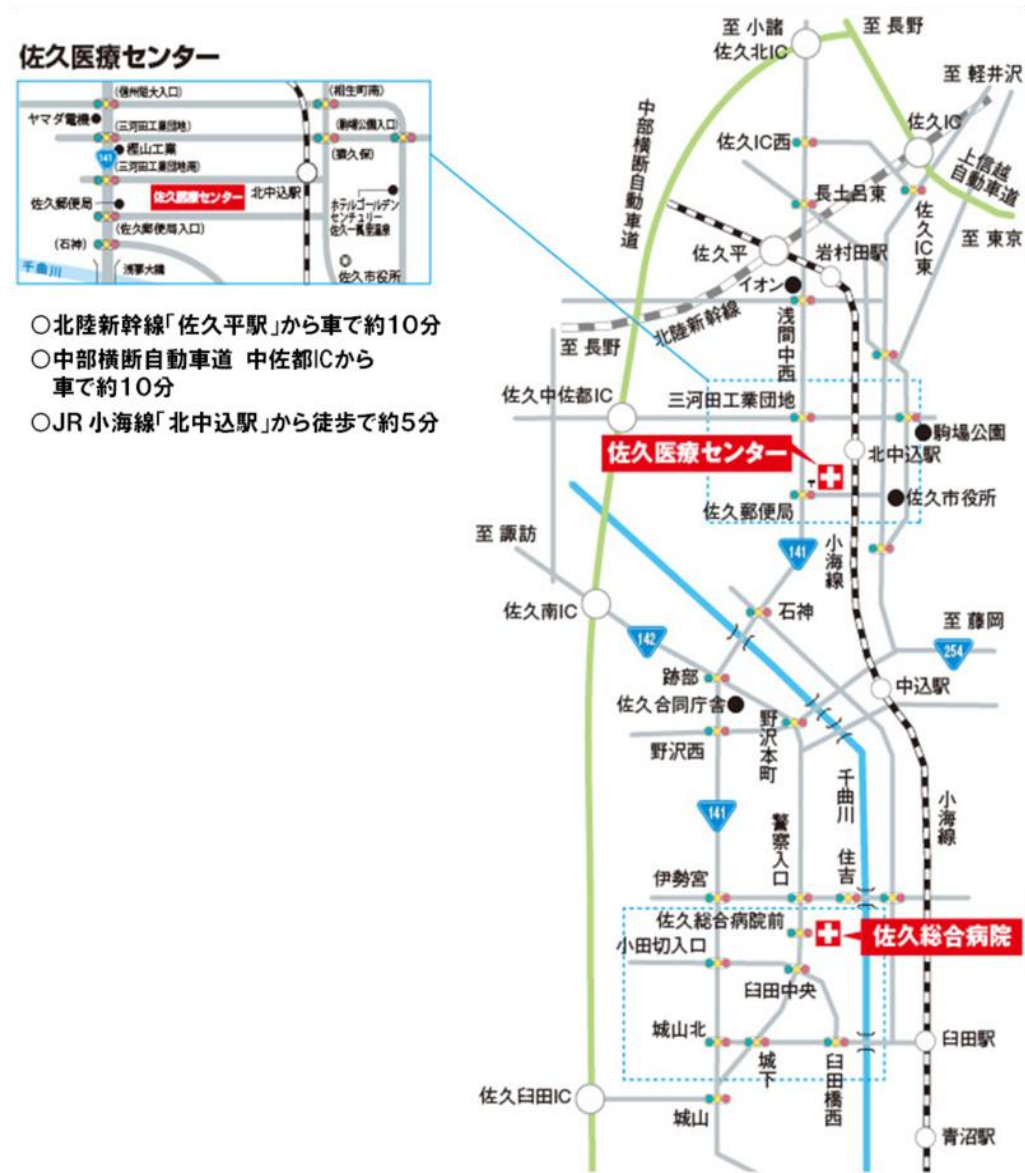 佐久医療センター
(信州短大入口)
(相生町南)
ヤマダ電機
(三河田工業団地)
(駒場公園入口)
樫山工業
(猿久保)
141
(三河田工業団地南)
佐久医療センター
北中込駅
佐久郵便局
ホテルゴールデン
センチュリー
佐久一萬里温泉
(佐久郵便局入口)
(石神)
佐久市役所
千曲川
浅蓼大橋
○北陸新幹線「佐久平駅」から車で約10分
○中部横断自動車道 中佐都ICから
車で約10分
○JR 小海線「北中込駅」から徒歩で約5分
至 小諸
至 長野
佐久北IC
至 軽井沢
中部横断自動車道
佐久IC
佐久IC西
上信越
自動車道
長土呂東
佐久IC東
至 東京
佐久平
岩村田駅
イオン
北陸新幹線
浅間中西
至 長野
佐久中佐都IC
三河田工業団地
駒場公園
佐久医療センター
北中込駅
佐久市役所
佐久郵便局
至 諏訪
小海線
141
佐久南IC
石神
至 藤岡
142
254
跡部
中込駅
佐久合同庁舎
野沢本町
野沢西
千曲川
141
小海線
警察入口
住吉
伊勢宮
佐久総合病院前
佐久総合病院
小田切入口
臼田中央
城山北
臼田駅
城下
臼田橋西
佐久臼田IC
城山
青沼駅